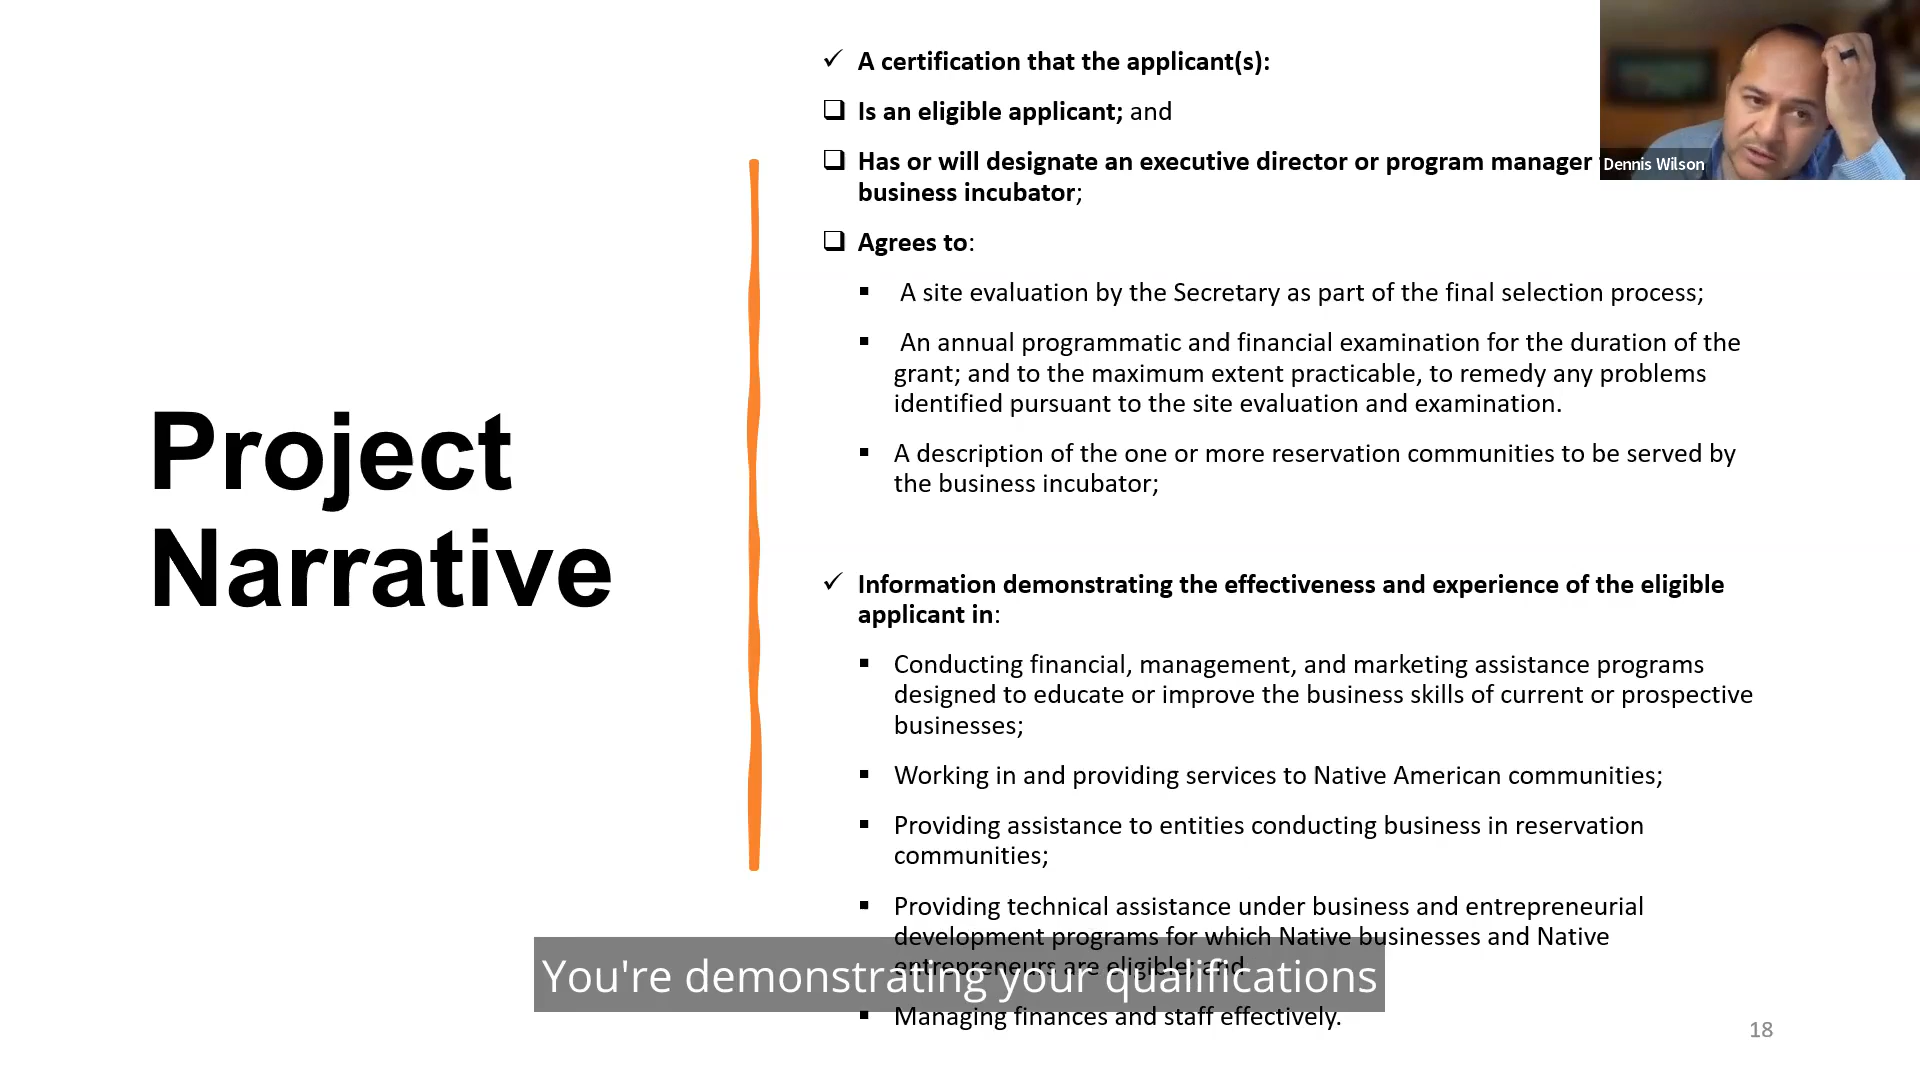 Project
Narrative
✓ A certification that the applicant(s):
❑ Is an eligible applicant; and
❑ Has or will designate an executive director or program manager
business incubator;
❑ Agrees to:
▪ A site evaluation by the Secretary as part of the final selection process;
▪ An annual programmatic and financial examination for the duration of the
grant; and to the maximum extent practicable, to remedy any problems
identified pursuant to the site evaluation and examination.
▪ A description of the one or more reservation communities to be served by
the business incubator;
✓ Information demonstrating the effectiveness and experience of the eligible
applicant in:
▪ Conducting financial, management, and marketing assistance programs
designed to educate or improve the business skills of current or prospective
businesses;
▪ Working in and providing services to Native American communities;
▪ Providing assistance to entities conducting business in reservation
communities;
▪ Providing technical assistance under business and entrepreneurial
development programs for which Native businesses and Native
entrepreneurs are eligible; and
▪ Managing finances and staff effectively.
You're demonstrating your qualifications
18
Dennis Wilson